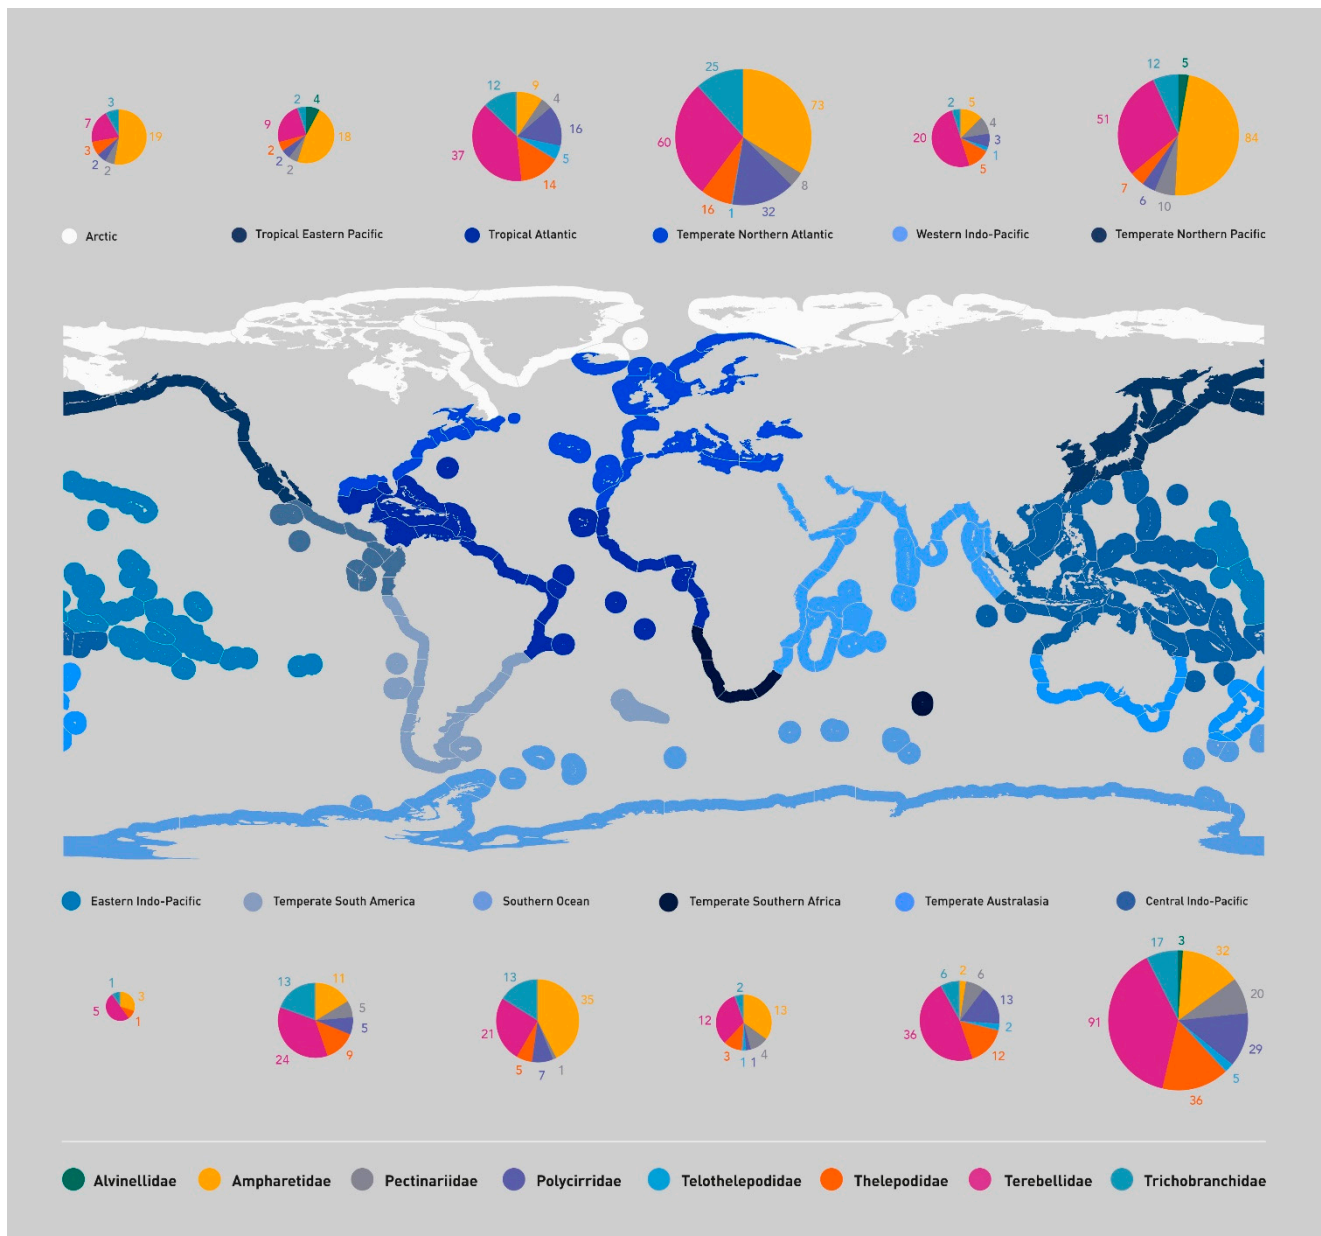 3 2 4 12 9 4 25 73 2 5 4 12 5
7 19 9 18 16 60 20 3 51 84
3 2 2 2 2 2 37 5 14 16 1 32 8 1 5 7 6 10
Arctic Tropical Eastern Pacific Tropical Atlantic Temperate Northern Atlantic Western Indo-Pacific Temperate Northern Pacific
Eastern Indo-Pacific Temperate South America Southern Ocean Temperate Southern Africa Temperate Australasia Central Indo-Pacific
1 3 13 11 13 35 2 13 6 2 6 17 3 32
5 1 5 5 21 12 13 20
24 9 5 7 1 3 1 1 4 36 2 12 91 29 5 36
Alvinellidae Ampharetidae Pectinariidae Polycirridae Telothelepodidae Thelepodidae Terebellidae Trichobranchidae